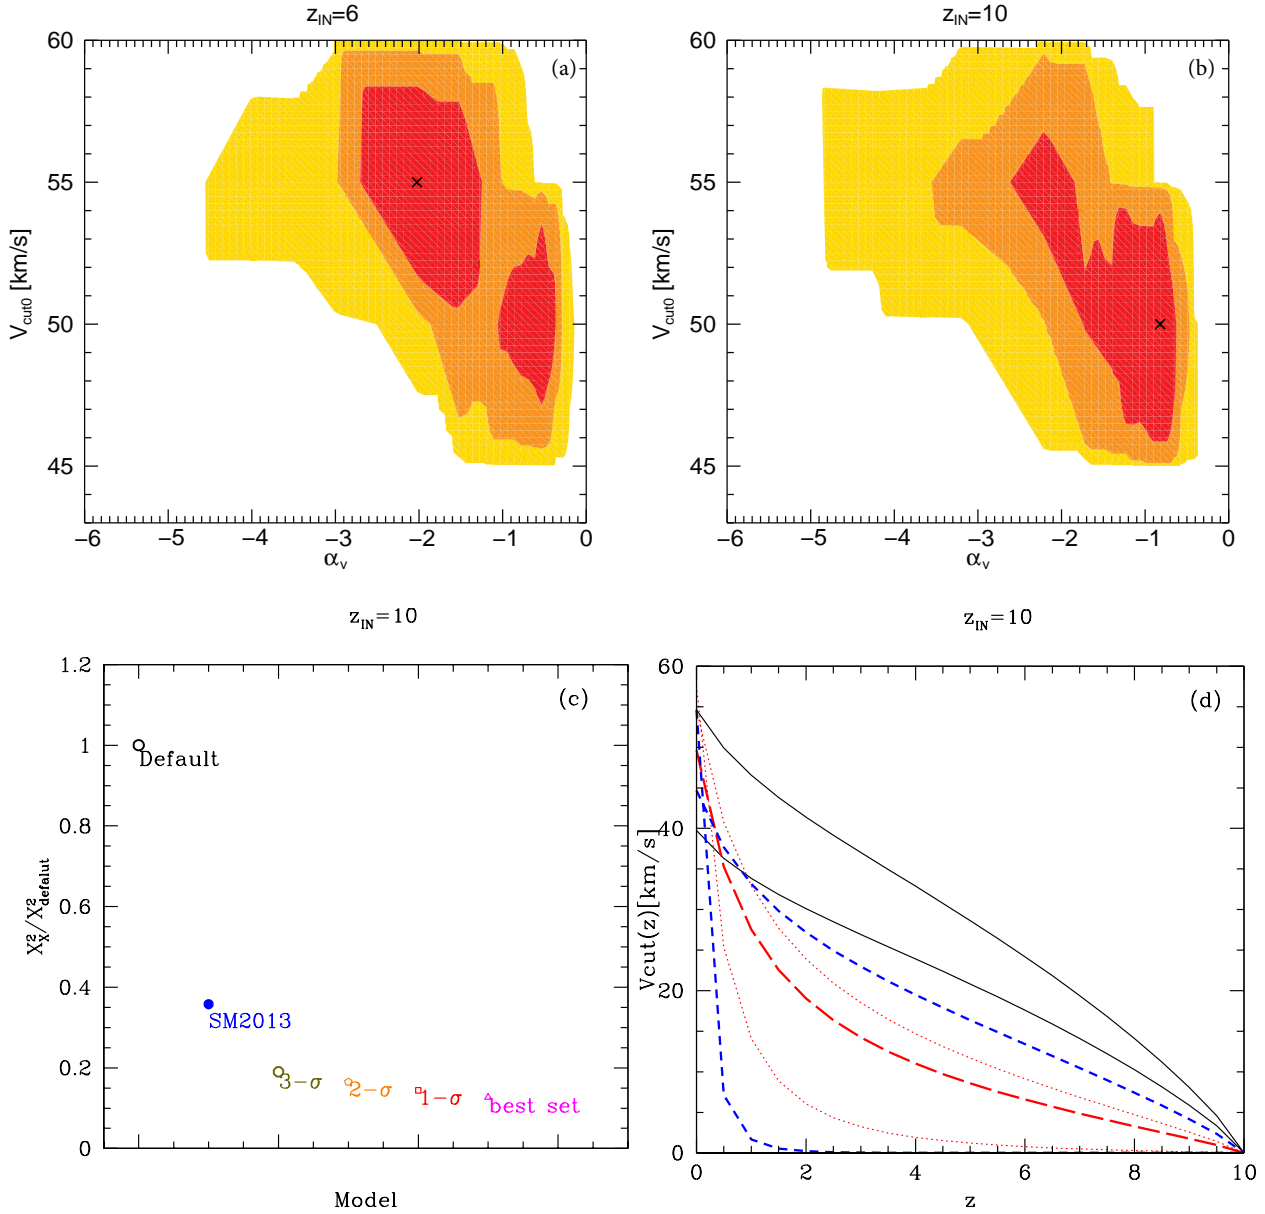 z_IN=6
60
55
50
45
V_cut0 [km/s]
(a)
−6 −5 −4 −3 −2 −1 0
α_v
z_IN=10
60
55
50
45
V_cut0 [km/s]
(b)
−6 −5 −4 −3 −2 −1 0
α_v
z_IN=10
1.2
1
0.8
0.6
0.4
0.2
0
X²_X/X²_defalut
(c)
Default
SM2013
3−σ
2−σ
1−σ
best set
Model
z_IN=10
60
40
20
0
Vcut(z)[km/s]
(d)
0 2 4 6 8 10
z